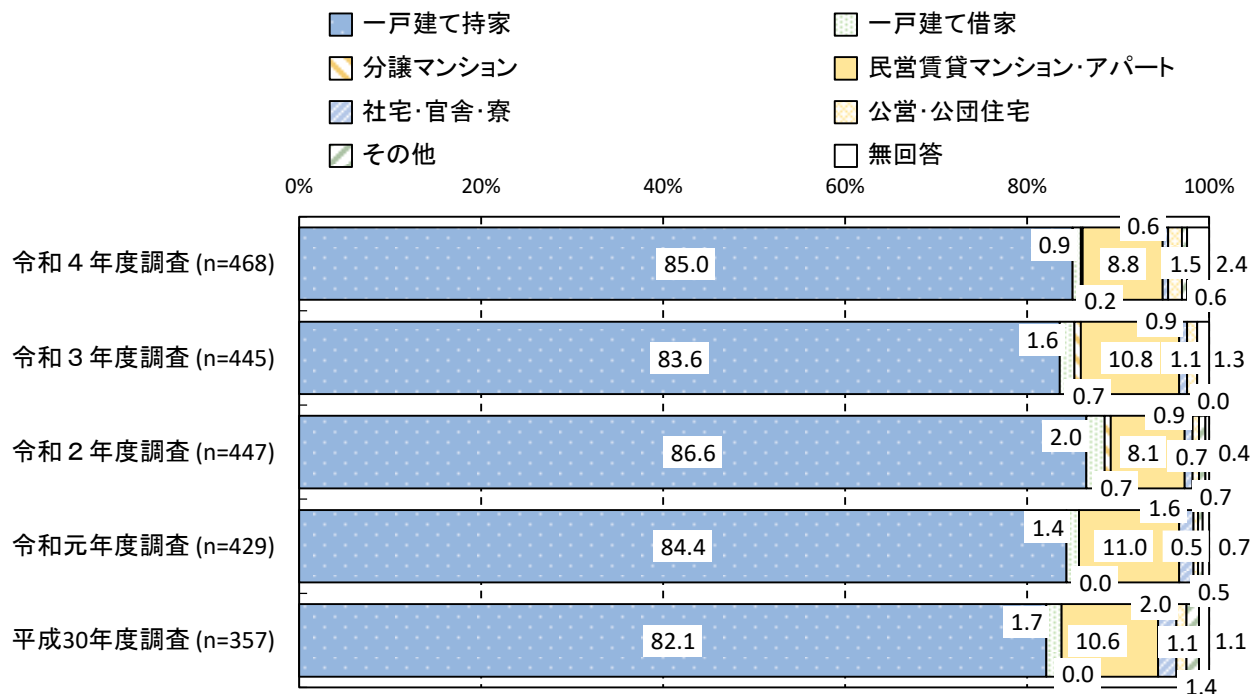 一戸建て持家 一戸建て借家
分譲マンション 民営賃貸マンション・アパート
社宅・官舎・寮 公営・公団住宅
その他 無回答
0% 20% 40% 60% 80% 100%
令和４年度調査 (n=468) 85.0 0.9 0.2 8.8 0.6 1.5 0.6 2.4
令和３年度調査 (n=445) 83.6 1.6 0.7 10.8 0.9 1.1 0.0 1.3
令和２年度調査 (n=447) 86.6 2.0 0.7 8.1 0.9 0.7 0.7 0.4
令和元年度調査 (n=429) 84.4 1.4 0.0 11.0 1.6 0.5 0.5 0.7
平成30年度調査 (n=357) 82.1 1.7 0.0 10.6 2.0 1.1 1.4 1.1